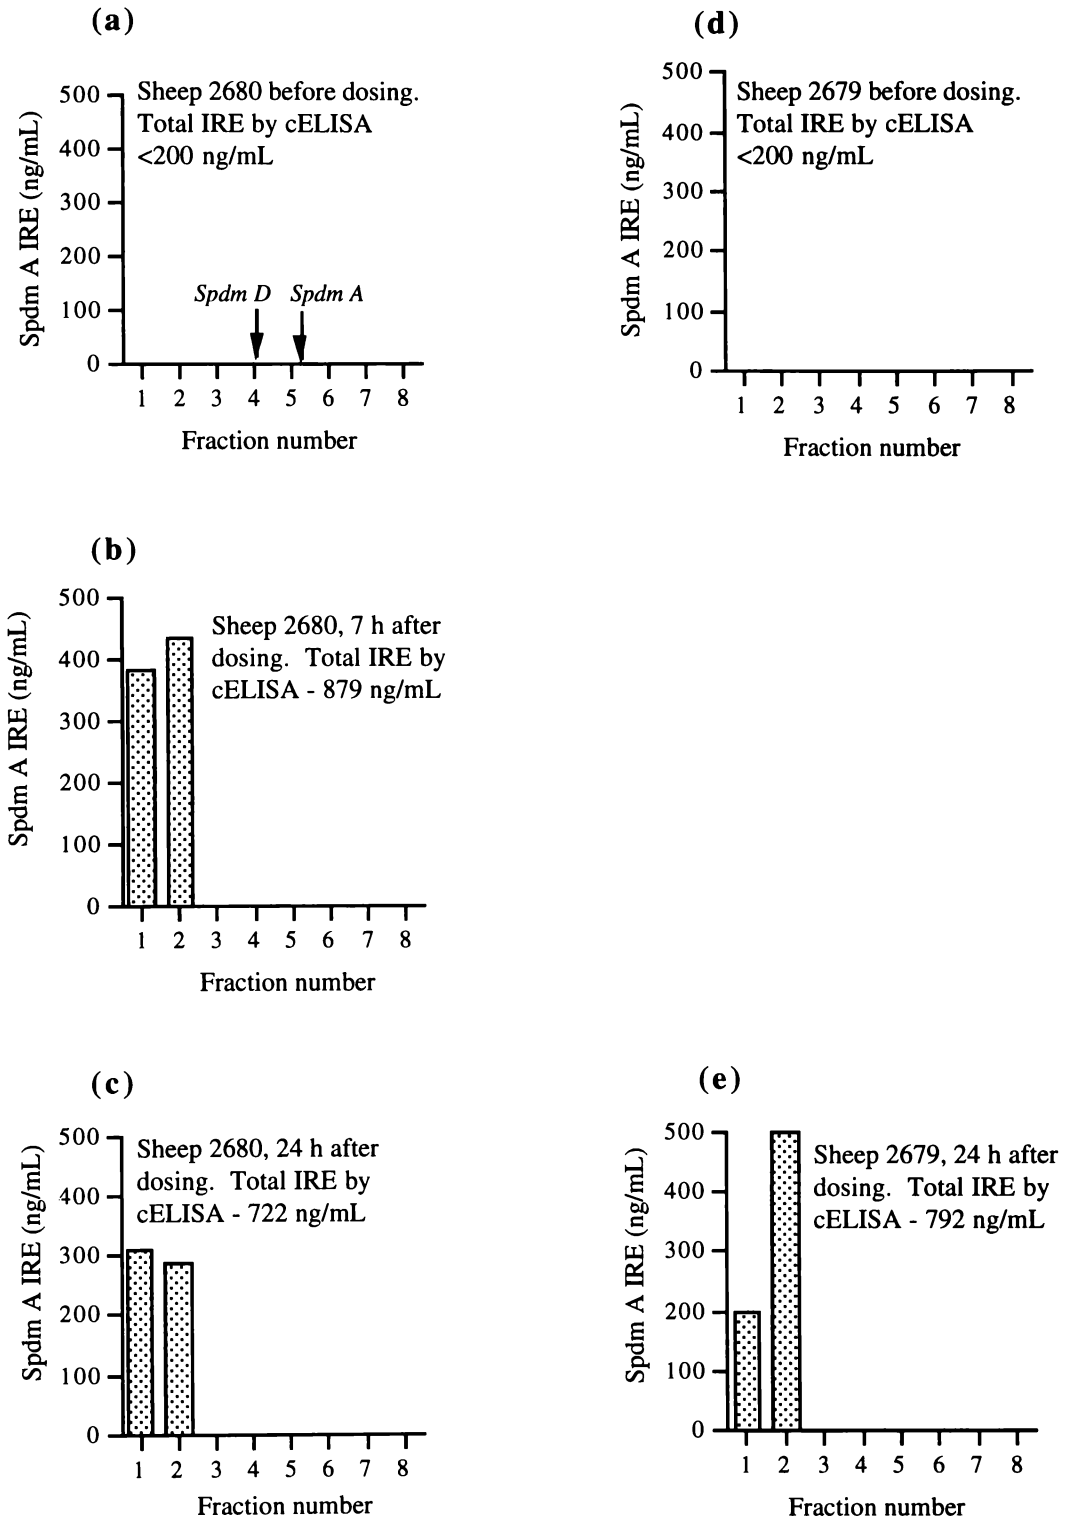 (a)
Spdm A IRE (ng/mL)
500
400
300
200
100
0
Sheep 2680 before dosing.
Total IRE by cELISA
<200 ng/mL
Spdm D Spdm A
1 2 3 4 5 6 7 8
Fraction number
(d)
Spdm A IRE (ng/mL)
500
400
300
200
100
0
Sheep 2679 before dosing.
Total IRE by cELISA
<200 ng/mL
1 2 3 4 5 6 7 8
Fraction number
(b)
Spdm A IRE (ng/mL)
500
400
300
200
100
0
Sheep 2680, 7 h after
dosing. Total IRE by
cELISA - 879 ng/mL
1 2 3 4 5 6 7 8
Fraction number
(c)
Spdm A IRE (ng/mL)
500
400
300
200
100
0
Sheep 2680, 24 h after
dosing. Total IRE by
cELISA - 722 ng/mL
1 2 3 4 5 6 7 8
Fraction number
(e)
Spdm A IRE (ng/mL)
500
400
300
200
100
0
Sheep 2679, 24 h after
dosing. Total IRE by
cELISA - 792 ng/mL
1 2 3 4 5 6 7 8
Fraction number